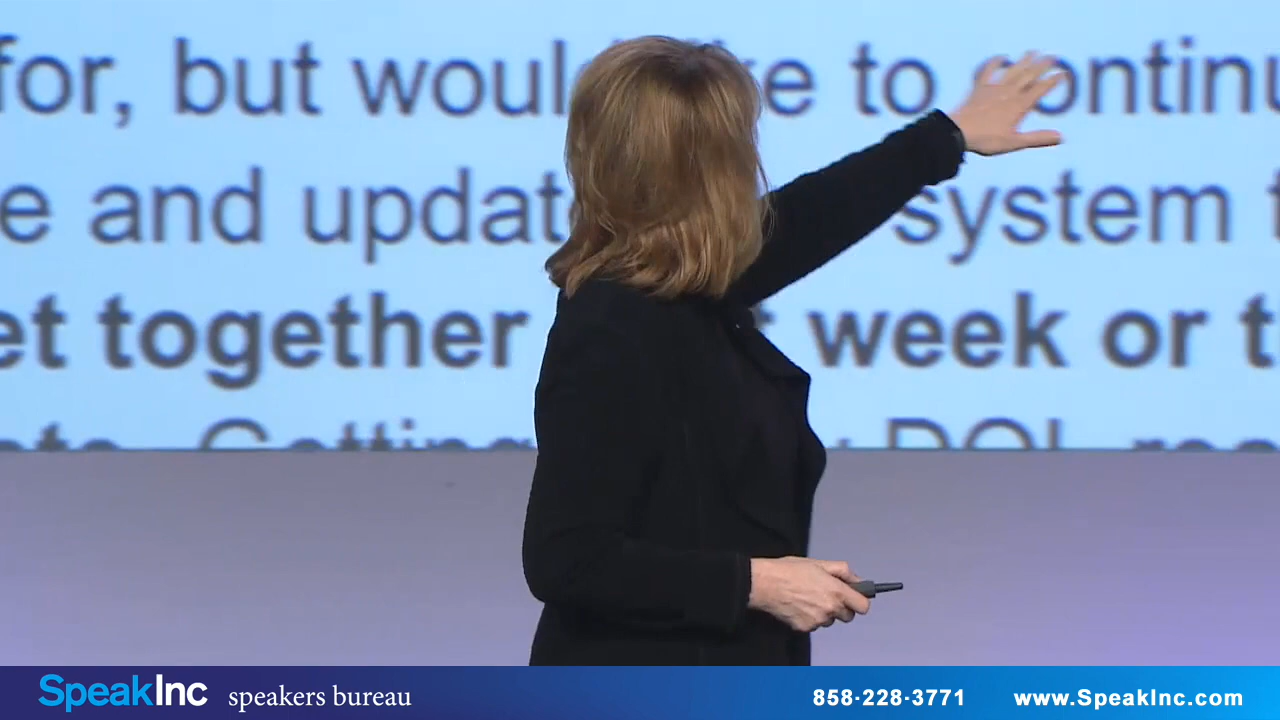 for, but would like to continu
e and updat system t
et together week or t
SpeakInc speakers bureau 858-228-3771 www.SpeakInc.com